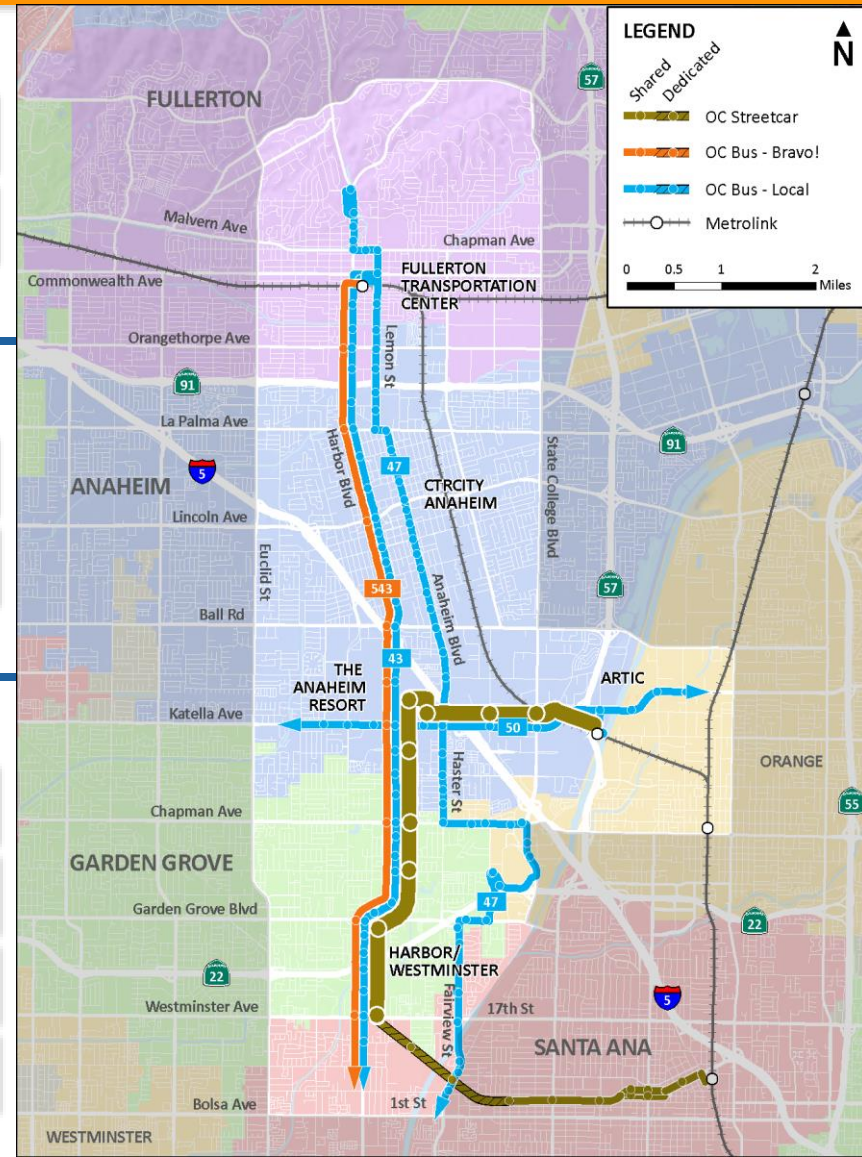 LEGEND
N
Shared
Dedicated
OC Streetcar
OC Bus - Bravo!
OC Bus - Local
Metrolink
0 0.5 1 2
Miles
57
FULLERTON
Malvern Ave
Chapman Ave
Commonwealth Ave
FULLERTON
TRANSPORTATION
CENTER
Orangethorpe Ave
Lemon St
91
La Palma Ave
Harbor Blvd
State College Blvd
91
47
5
ANAHEIM
CTRCITY
ANAHEIM
Lincoln Ave
Euclid St
543
Anaheim Blvd
57
Ball Rd
43
THE
ANAHEIM
RESORT
ARTIC
Katella Ave
50
Haster St
ORANGE
55
Chapman Ave
GARDEN GROVE
47
Garden Grove Blvd
22
HARBOR/
WESTMINSTER
22
Fairview St
5
Westminster Ave
17th St
SANTA ANA
Bolsa Ave
1st St
WESTMINSTER